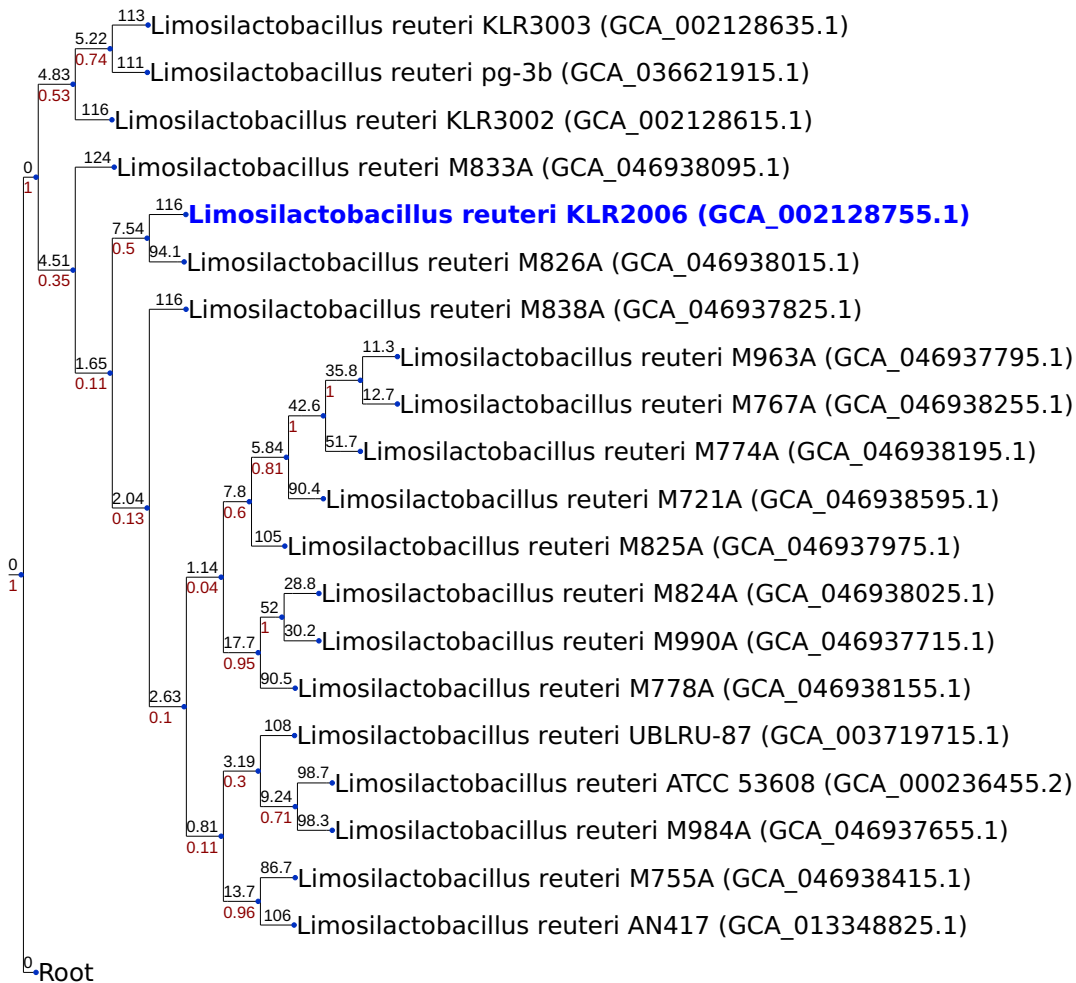 113
Limosilactobacillus reuteri KLR3003 (GCA_002128635.1)
5.22
0.74
111
Limosilactobacillus reuteri pg-3b (GCA_036621915.1)
4.83
0.53
116
Limosilactobacillus reuteri KLR3002 (GCA_002128615.1)
124
Limosilactobacillus reuteri M833A (GCA_046938095.1)
0
1
116
Limosilactobacillus reuteri KLR2006 (GCA_002128755.1)
7.54
0.5
94.1
Limosilactobacillus reuteri M826A (GCA_046938015.1)
4.51
0.35
116
Limosilactobacillus reuteri M838A (GCA_046937825.1)
11.3
Limosilactobacillus reuteri M963A (GCA_046937795.1)
1.65
0.11
35.8
1
12.7
Limosilactobacillus reuteri M767A (GCA_046938255.1)
42.6
1
51.7
Limosilactobacillus reuteri M774A (GCA_046938195.1)
5.84
0.81
90.4
Limosilactobacillus reuteri M721A (GCA_046938595.1)
7.8
0.6
2.04
0.13
105
Limosilactobacillus reuteri M825A (GCA_046937975.1)
0
1
1.14
0.04
28.8
Limosilactobacillus reuteri M824A (GCA_046938025.1)
52
1
30.2
Limosilactobacillus reuteri M990A (GCA_046937715.1)
17.7
0.95
90.5
Limosilactobacillus reuteri M778A (GCA_046938155.1)
2.63
0.1
108
Limosilactobacillus reuteri UBLRU-87 (GCA_003719715.1)
3.19
0.3
98.7
Limosilactobacillus reuteri ATCC 53608 (GCA_000236455.2)
9.24
0.71
98.3
Limosilactobacillus reuteri M984A (GCA_046937655.1)
0.81
0.11
86.7
Limosilactobacillus reuteri M755A (GCA_046938415.1)
13.7
0.96
106
Limosilactobacillus reuteri AN417 (GCA_013348825.1)
0
Root